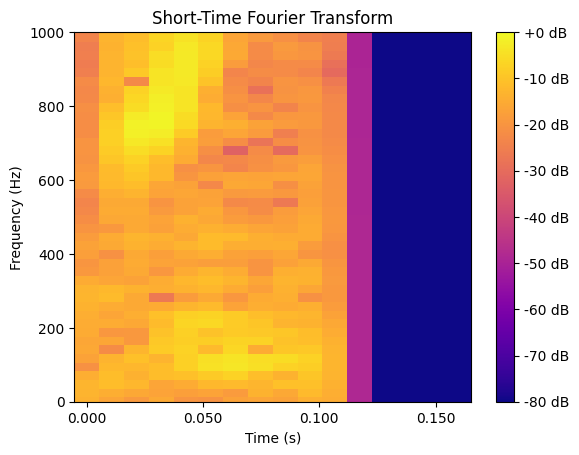 Short-Time Fourier Transform
1000
800
600
400
200
0
Frequency (Hz)
0.000
0.050
0.100
0.150
Time (s)
+0 dB
-10 dB
-20 dB
-30 dB
-40 dB
-50 dB
-60 dB
-70 dB
-80 dB